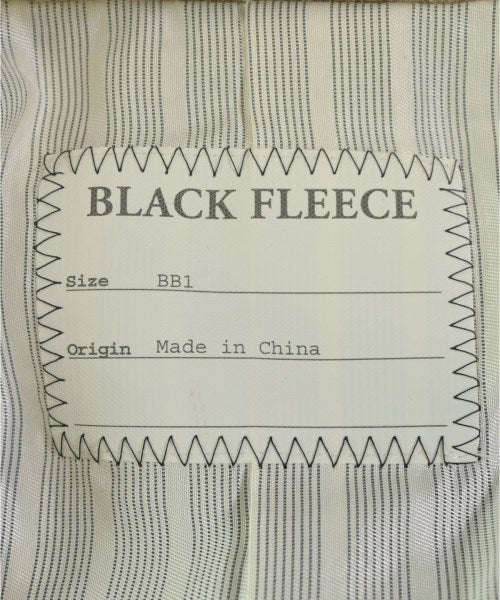 BLACK FLEECE
Size BB1
Origin Made in China